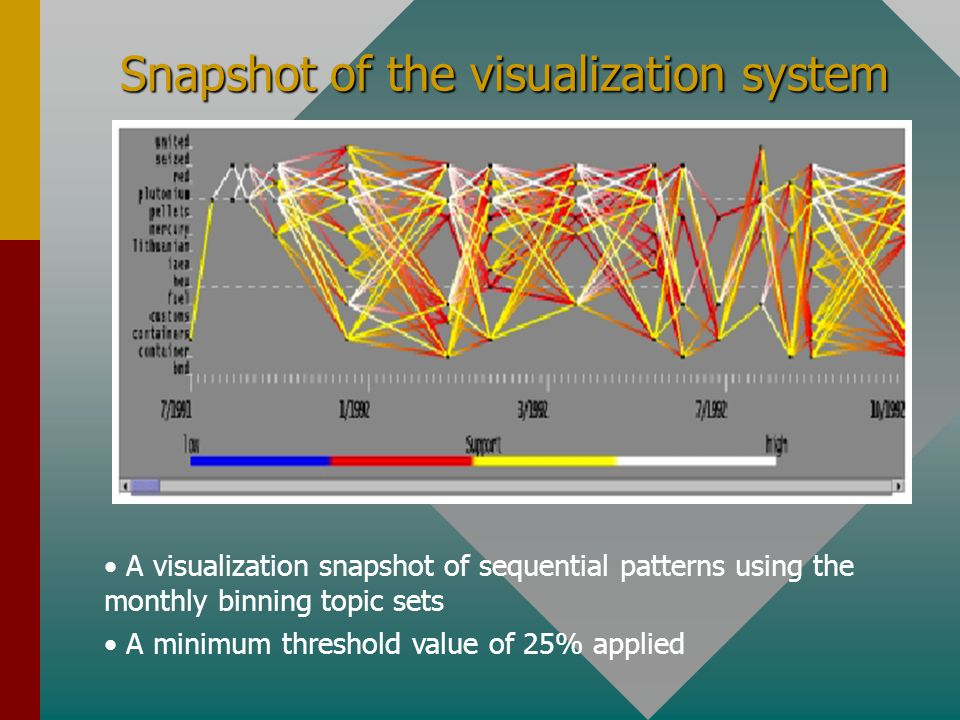 Snapshot of the visualization system
united
seized
red
plutonium
pellets
mercury
lithuanian
iaea
heu
fuel
customs
containers
container
bnd
7/1991 1/1992 3/1992 7/1992 10/1992
low Support high
• A visualization snapshot of sequential patterns using the
monthly binning topic sets
• A minimum threshold value of 25% applied